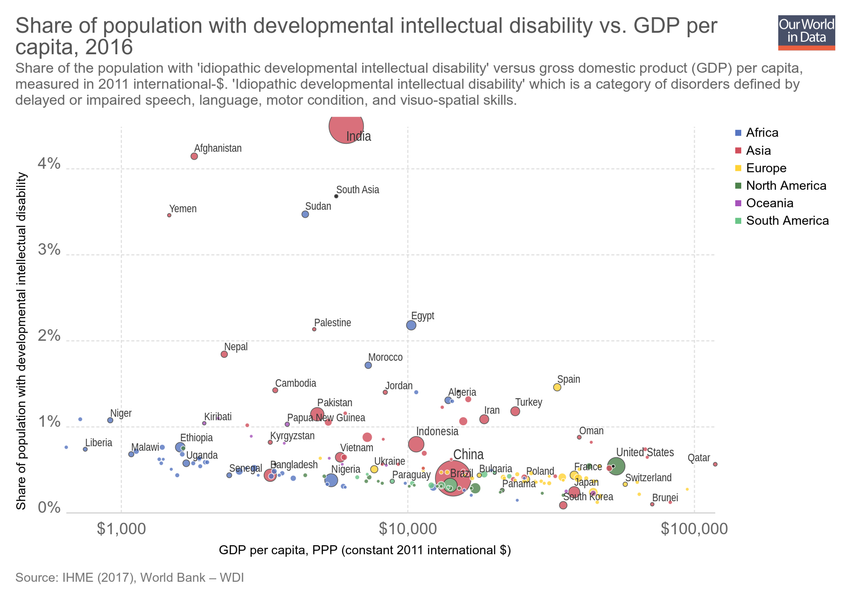 Share of population with developmental intellectual disability vs. GDP per
capita, 2016
Our World
in Data
Share of the population with 'idiopathic developmental intellectual disability' versus gross domestic product (GDP) per capita,
measured in 2011 international-$. 'Idiopathic developmental intellectual disability' which is a category of disorders defined by
delayed or impaired speech, language, motor condition, and visuo-spatial skills.
Africa
Asia
Europe
North America
Oceania
South America
Share of population with developmental intellectual disability
4%
3%
2%
1%
0%
India
Afghanistan
South Asia
Yemen
Sudan
Palestine
Egypt
Nepal
Morocco
Cambodia
Jordan
Algeria
Spain
Pakistan
Niger
Kiribati
Papua New Guinea
Iran
Turkey
Liberia
Malawi
Ethiopia
Kyrgyzstan
Indonesia
Oman
Uganda
Vietnam
China
United States
Qatar
Senegal
Bangladesh
Nigeria
Ukraine
Paraguay
Brazil
Bulgaria
Poland
France
Switzerland
Panama
Japan
South Korea
Brunei
$1,000
$10,000
$100,000
GDP per capita, PPP (constant 2011 international $)
Source: IHME (2017), World Bank – WDI